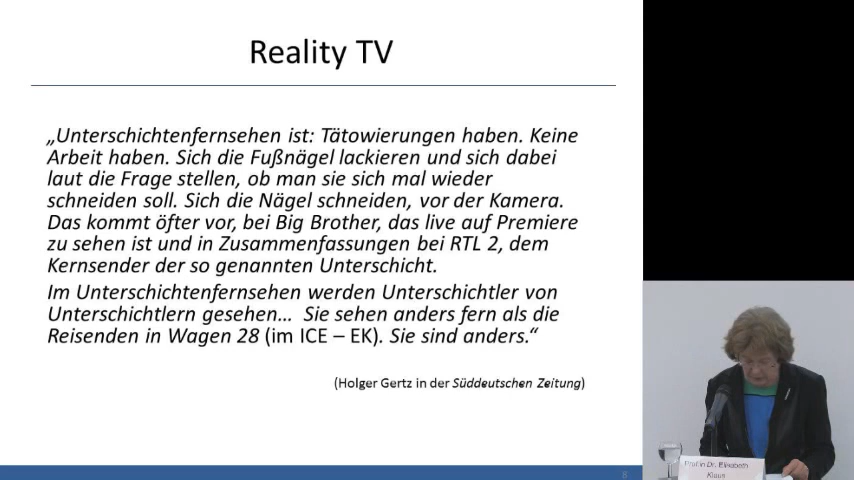 Reality TV
„Unterschichtenfernsehen ist: Tätowierungen haben. Keine
Arbeit haben. Sich die Fußnägel lackieren und sich dabei
laut die Frage stellen, ob man sie sich mal wieder
schneiden soll. Sich die Nägel schneiden, vor der Kamera.
Das kommt öfter vor, bei Big Brother, das live auf Premiere
zu sehen ist und in Zusammenfassungen bei RTL 2, dem
Kernsender der so genannten Unterschicht.
Im Unterschichtenfernsehen werden Unterschichtler von
Unterschichtlern gesehen… Sie sehen anders fern als die
Reisenden in Wagen 28 (im ICE – EK). Sie sind anders.“
(Holger Gertz in der Süddeutschen Zeitung)
8
Prof.in Dr. Elisabeth
Klaus